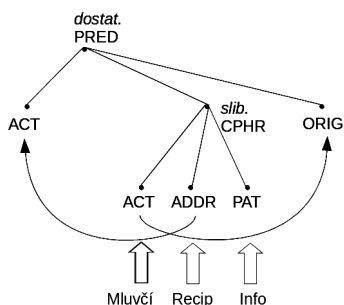 dostat.
PRED
slib.
CPHR
ACT
ORIG
ACT ADDR PAT
Mluvčí Recip Info